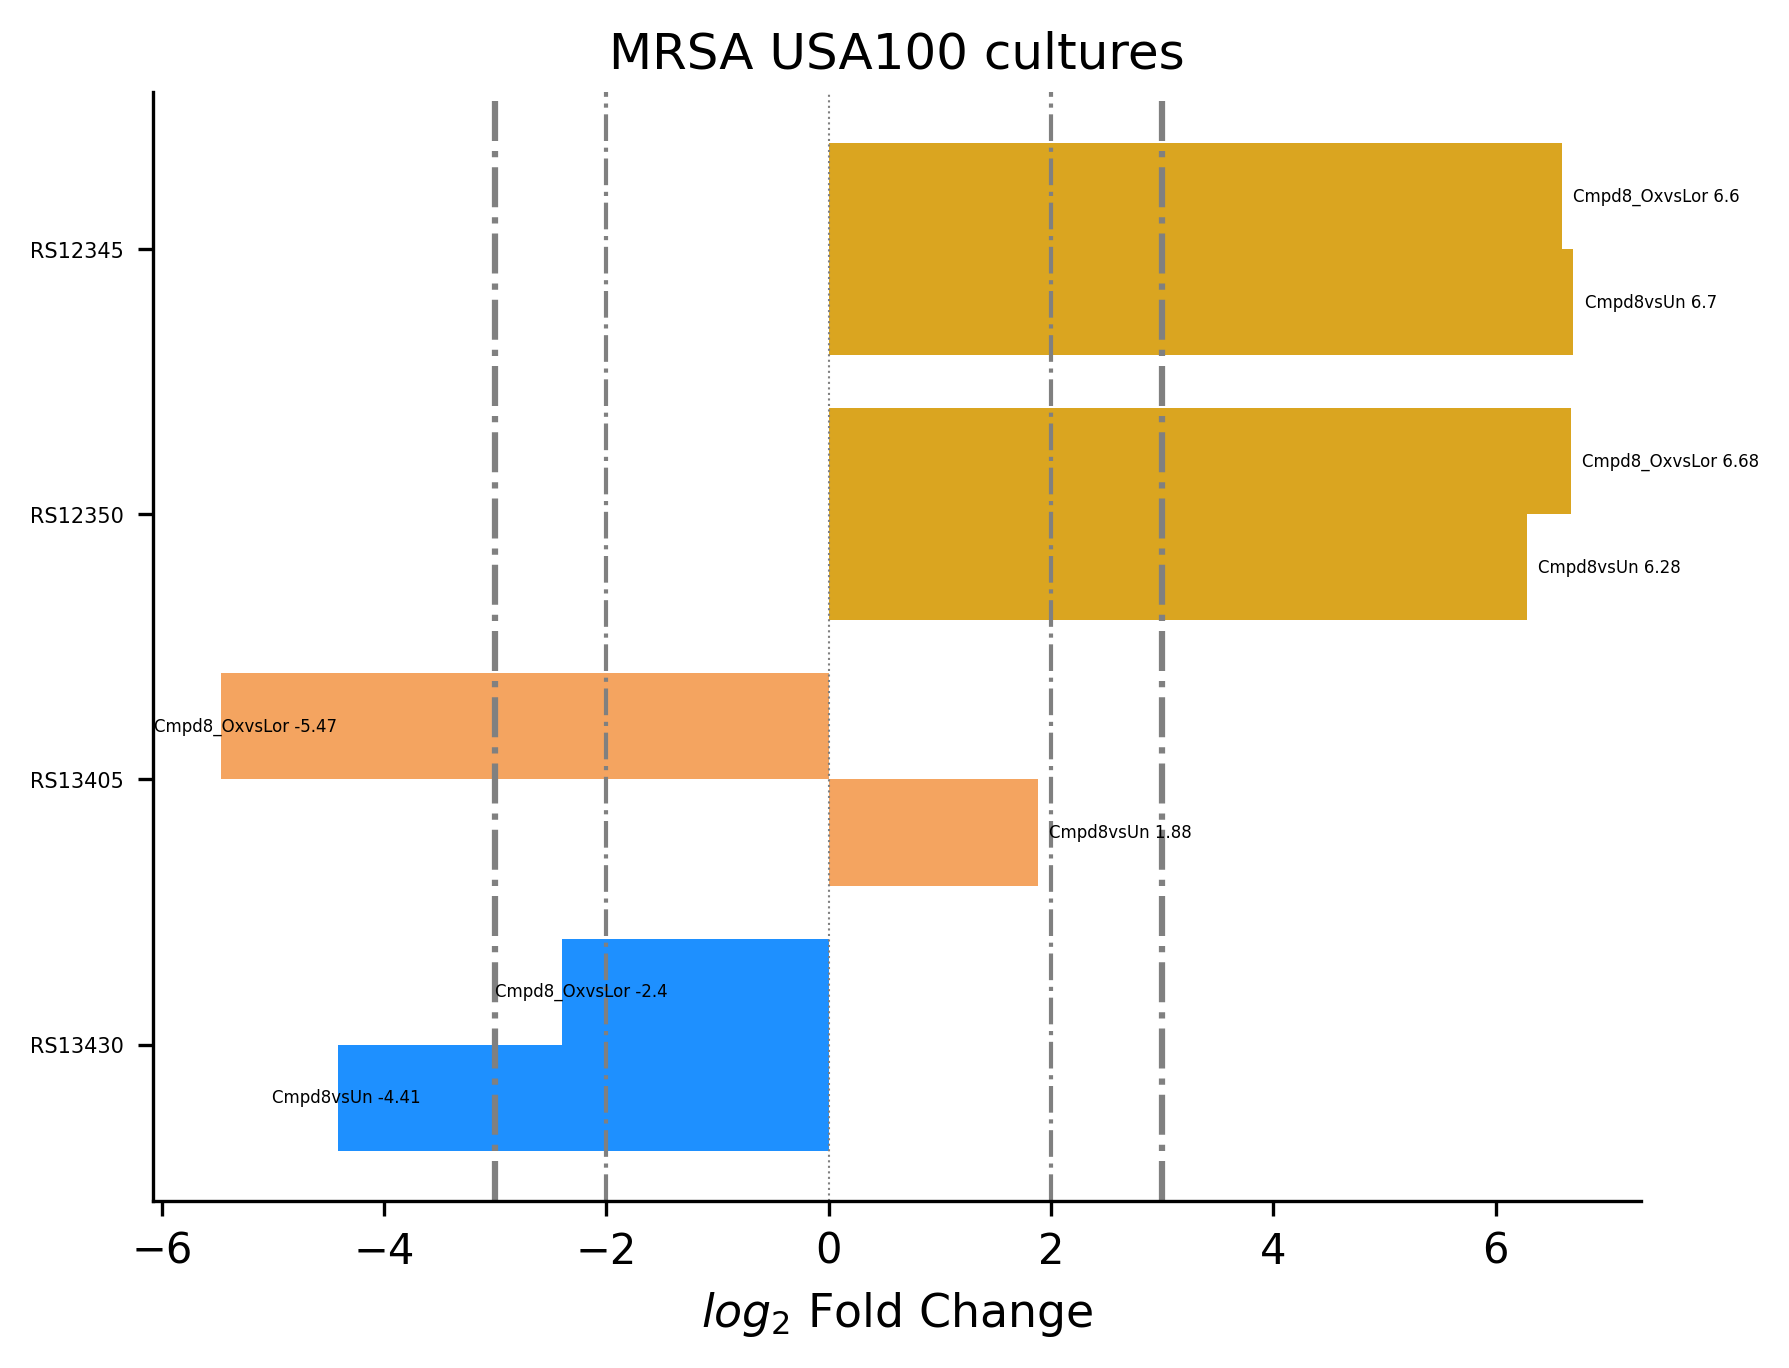 MRSA USA100 cultures
Cmpd8_OxvsLor 6.6
RS12345
Cmpd8vsUn 6.7
Cmpd8_OxvsLor 6.68
RS12350
Cmpd8vsUn 6.28
Cmpd8_OxvsLor -5.47
RS13405
Cmpd8vsUn 1.88
Cmpd8_OxvsLor -2.4
RS13430
Cmpd8vsUn -4.41
−6 −4 −2 0 2 4 6
log₂ Fold Change